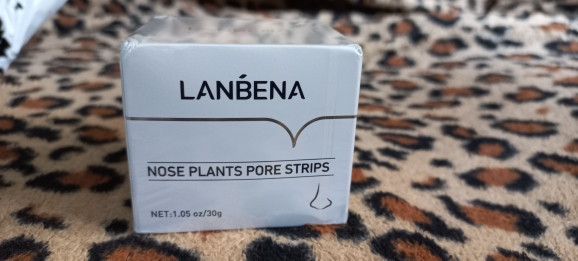 LANBENA
NOSE PLANTS PORE STRIPS
NET:1.05 oz/30g